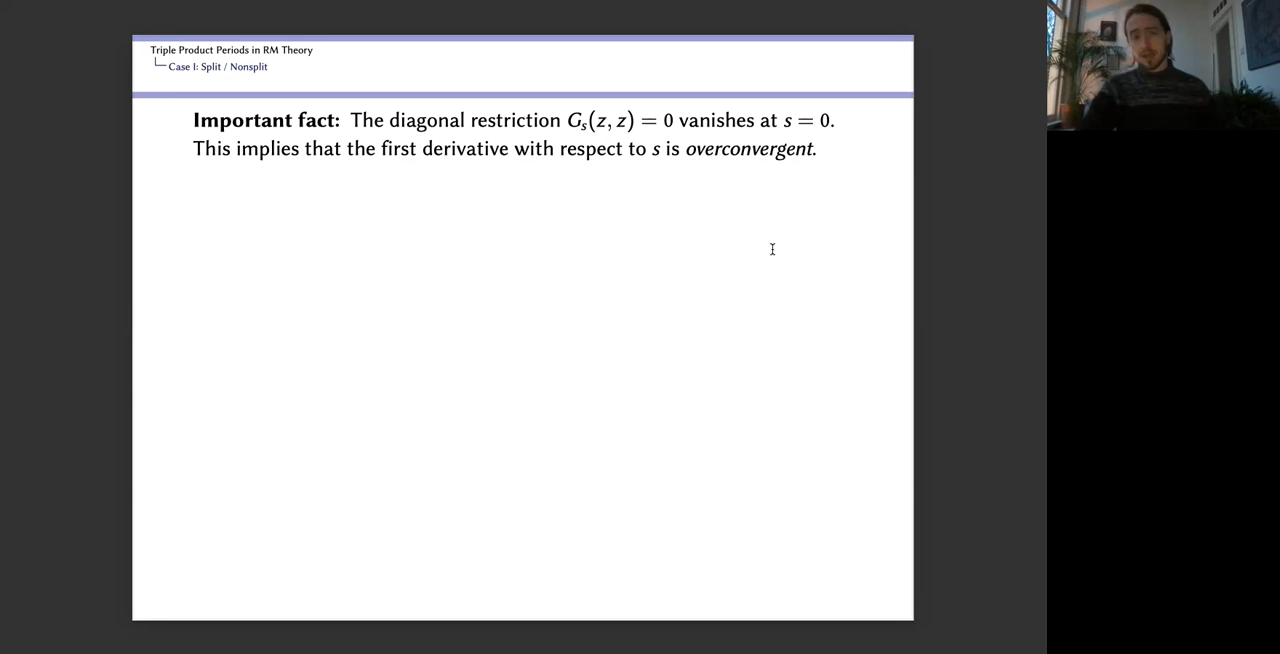 Triple Product Periods in RM Theory
Case I: Split / Nonsplit
Important fact: The diagonal restriction Gₛ(z, z) = 0 vanishes at s = 0.
This implies that the first derivative with respect to s is overconvergent.